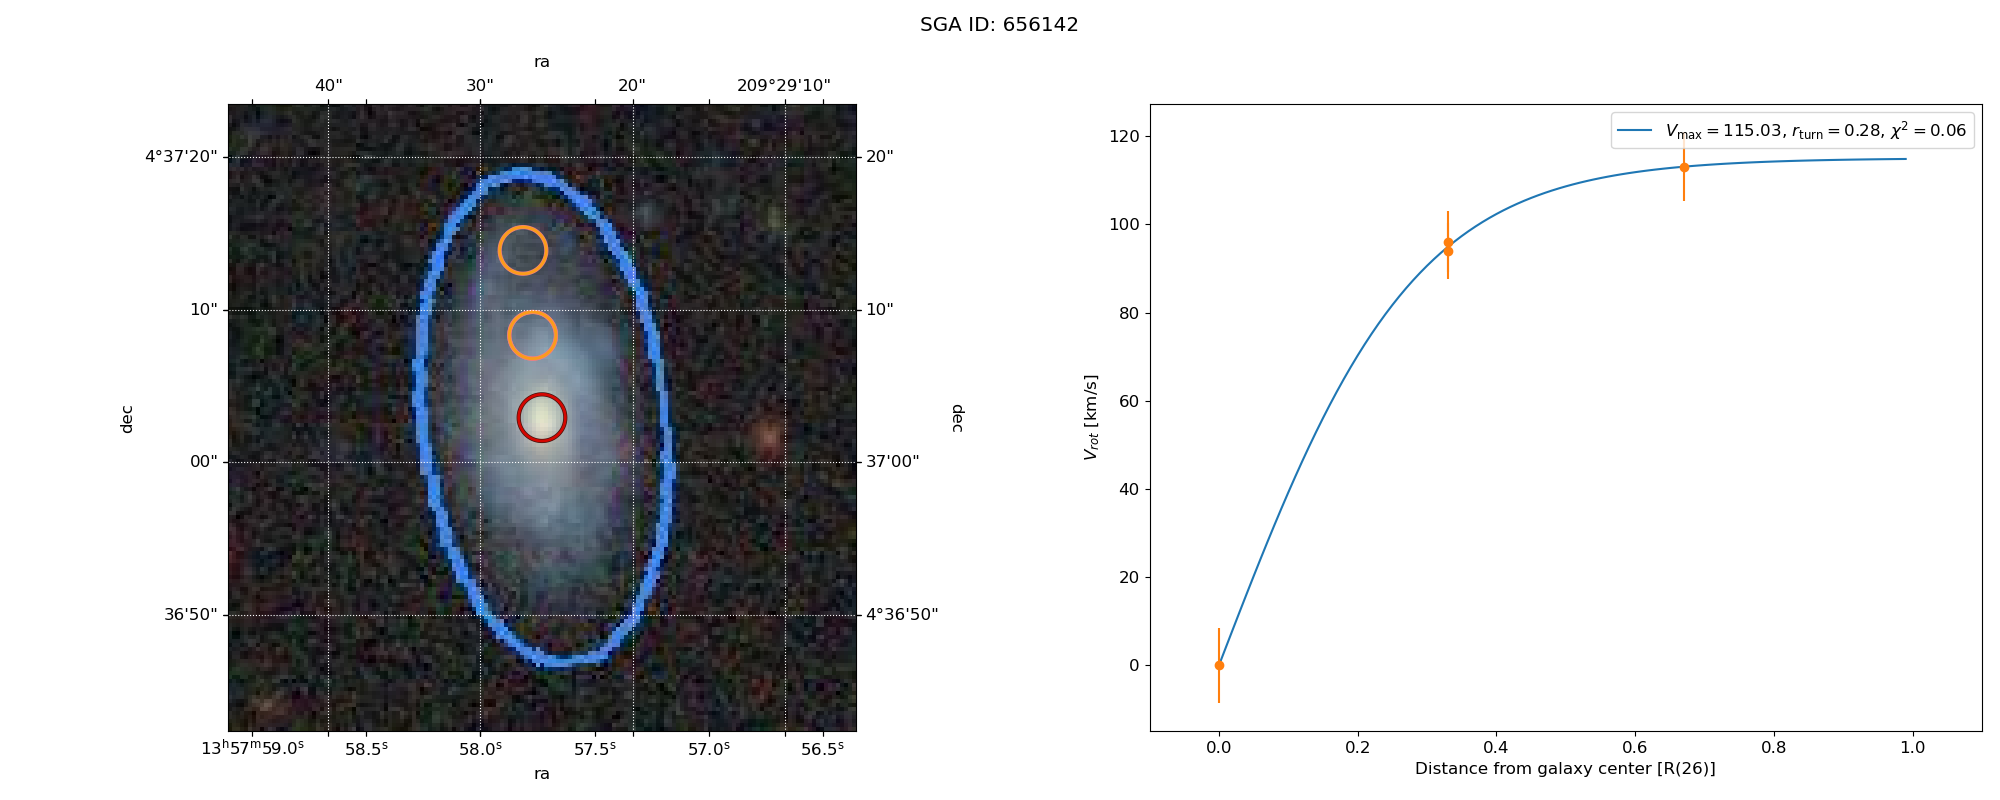 SGA ID: 656142
ra
40" 30" 20" 209°29'10"
4°37'20"
10"
00"
36'50"
dec
20"
10"
37'00"
4°36'50"
dec
13h57m59.0s 58.5s 58.0s 57.5s 57.0s 56.5s
ra
Vmax = 115.03, rturn = 0.28, χ² = 0.06
120
100
80
60
40
20
0
Vrot [km/s]
0.0 0.2 0.4 0.6 0.8 1.0
Distance from galaxy center [R(26)]